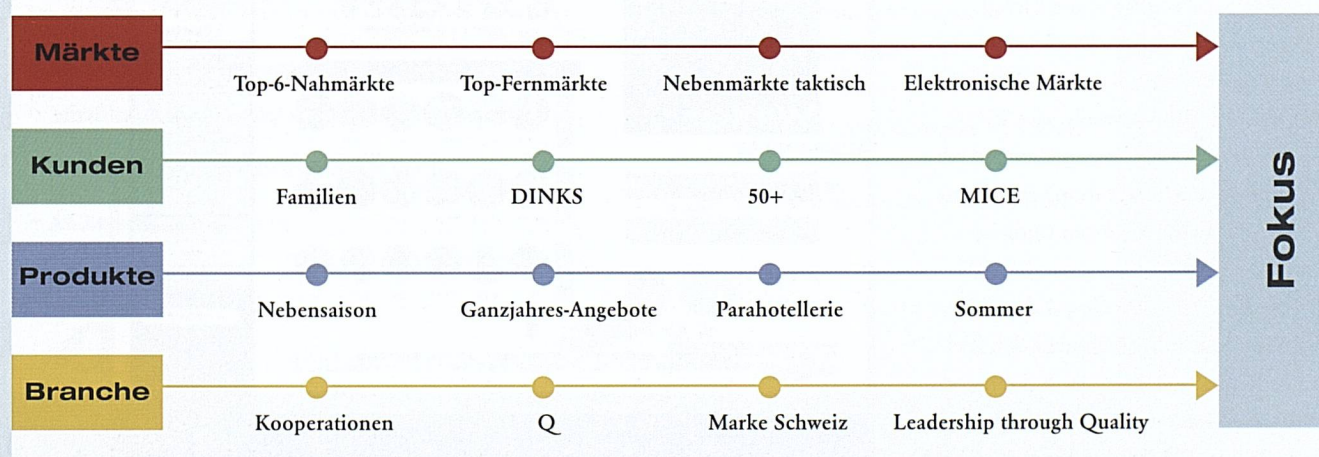 Märkte
Top-6-Nahmärkte Top-Fernmärkte Nebenmärkte taktisch Elektronische Märkte
Kunden
Familien DINKS 50+ MICE
Produkte
Nebensaison Ganzjahres-Angebote Parahotellerie Sommer
Branche
Kooperationen Q Marke Schweiz Leadership through Quality
Fokus